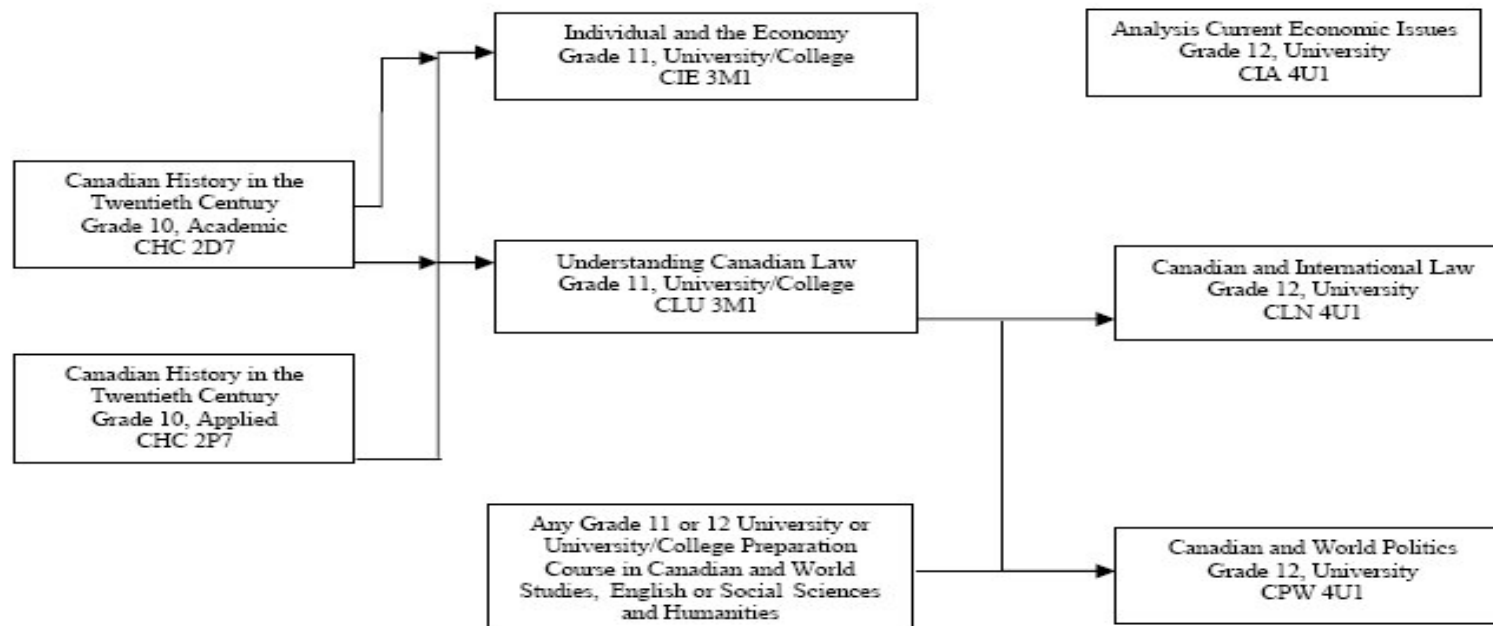 Individual and the Economy
Grade 11, University/College
CIE 3M1
Analysis Current Economic Issues
Grade 12, University
CIA 4U1
Canadian History in the
Twentieth Century
Grade 10, Academic
CHC 2D7
Understanding Canadian Law
Grade 11, University/College
CLU 3M1
Canadian and International Law
Grade 12, University
CLN 4U1
Canadian History in the
Twentieth Century
Grade 10, Applied
CHC 2P7
Any Grade 11 or 12 University or
University/College Preparation
Course in Canadian and World
Studies, English or Social Sciences
and Humanities
Canadian and World Politics
Grade 12, University
CPW 4U1